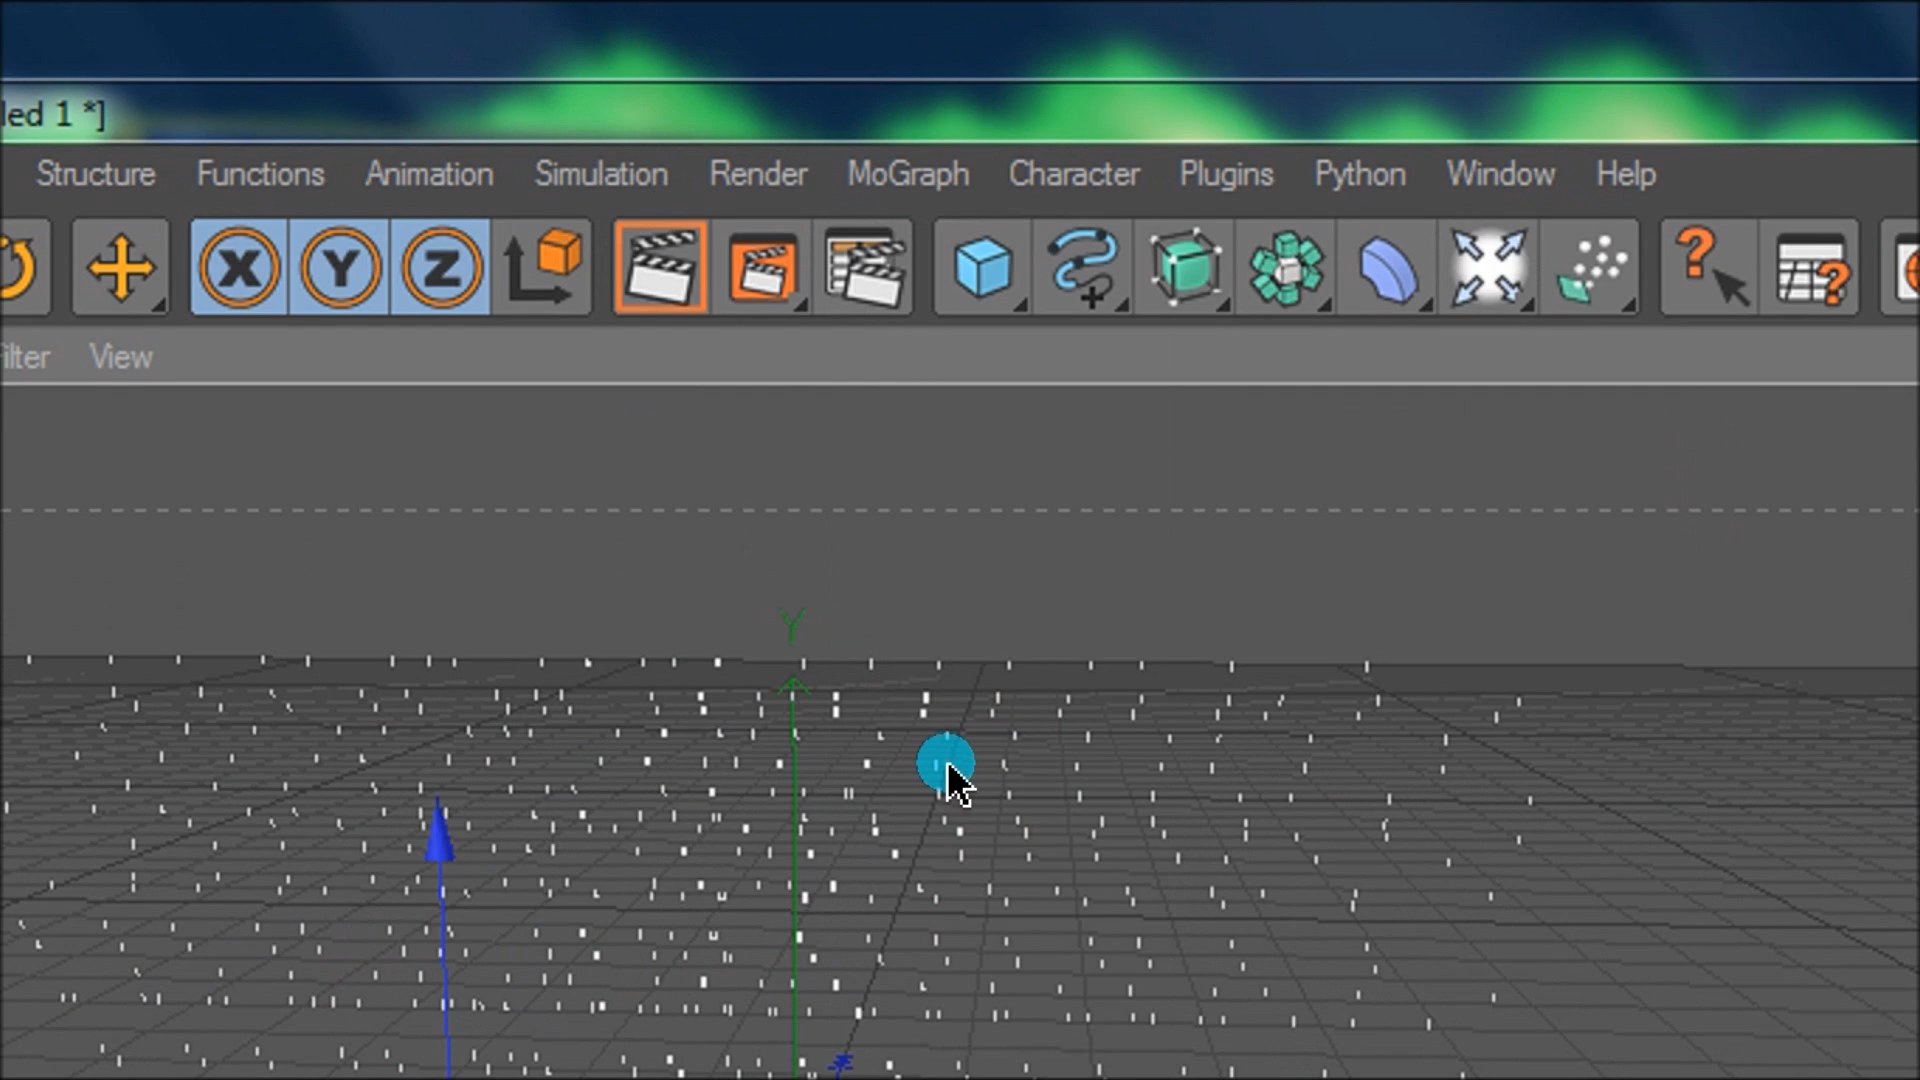 led 1 *]
Structure Functions Animation Simulation Render MoGraph Character Plugins Python Window Help
X Y Z ? ?
ilter View
Y